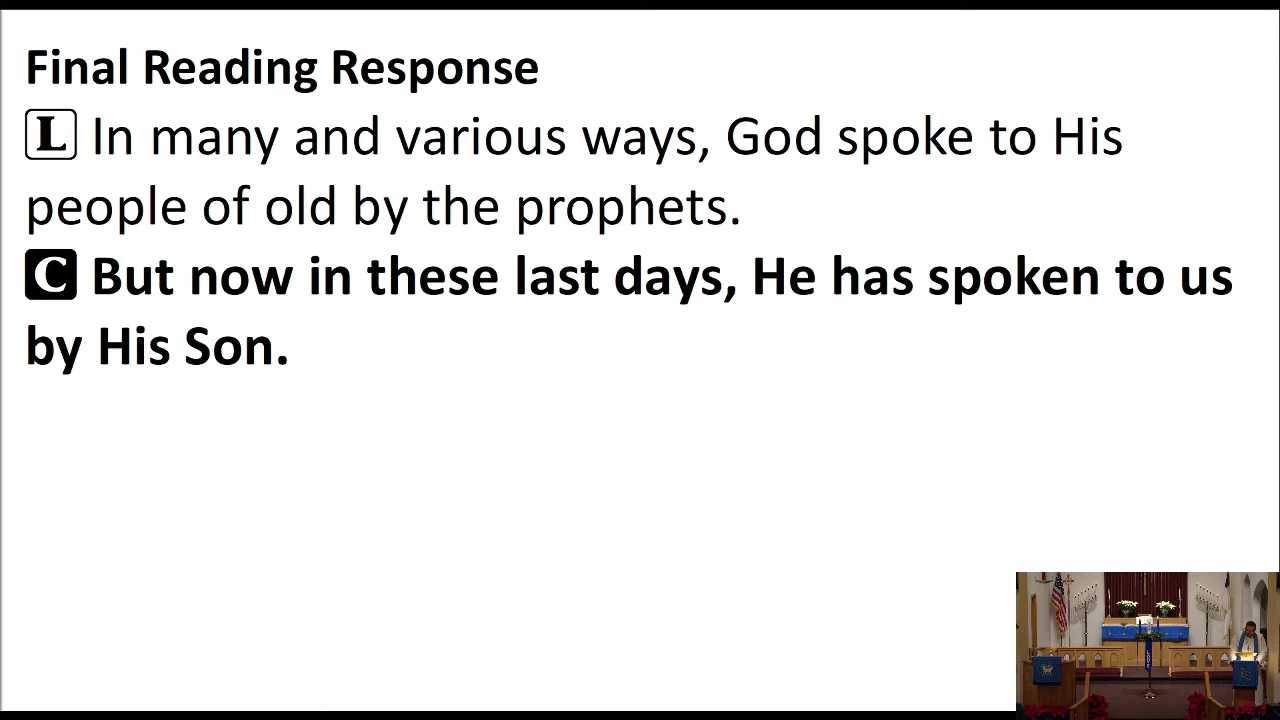 Final Reading Response
L In many and various ways, God spoke to His
people of old by the prophets.
C But now in these last days, He has spoken to us
by His Son.